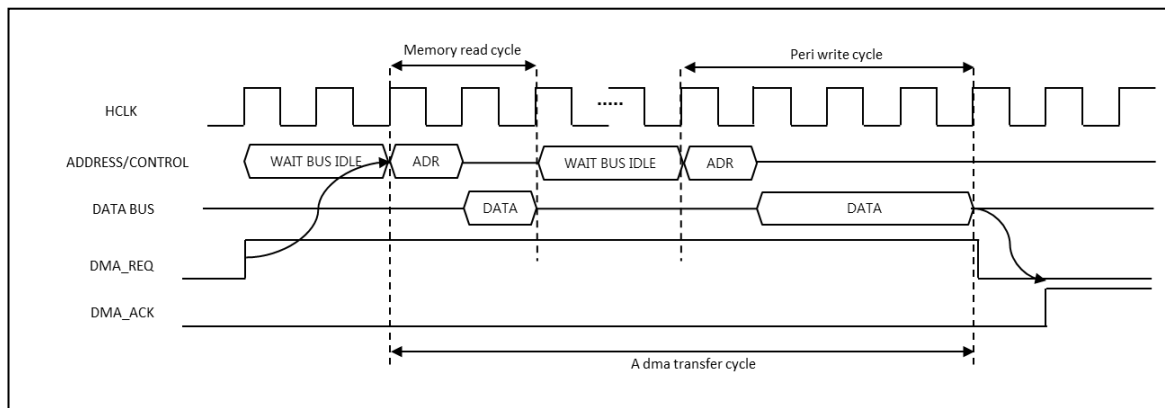 Memory read cycle
Peri write cycle
HCLK
.....
ADDRESS/CONTROL
WAIT BUS IDLE
ADR
WAIT BUS IDLE
ADR
DATA BUS
DATA
DATA
DMA_REQ
DMA_ACK
A dma transfer cycle